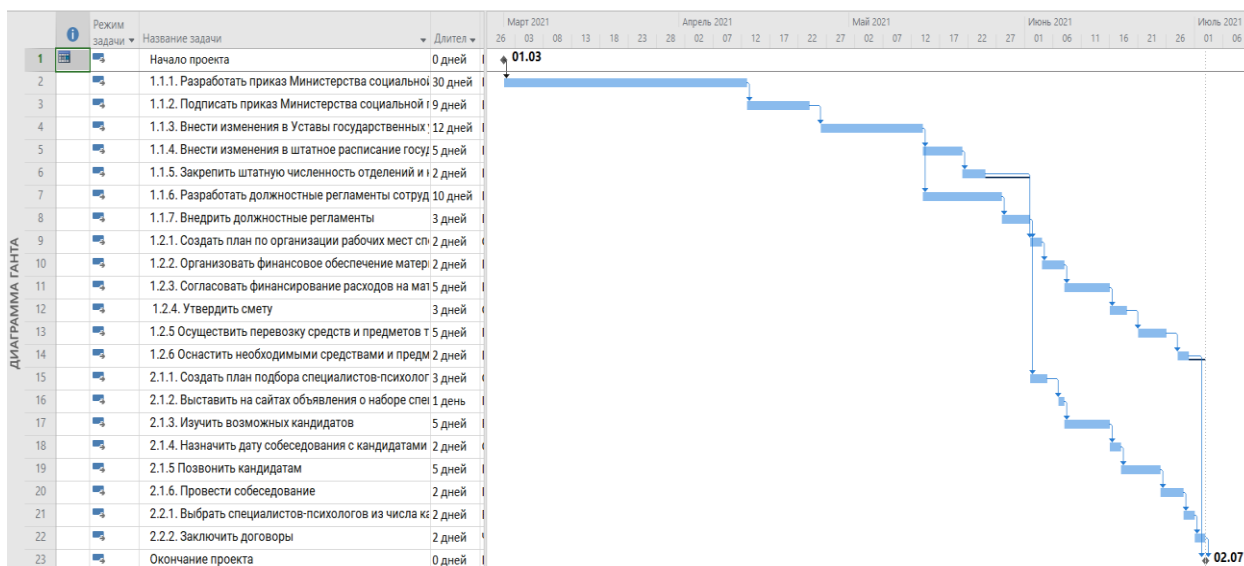 Режим задачи
Название задачи
Длител
Март 2021 Апрель 2021 Май 2021 Июнь 2021 Июль 2021
26 03 08 13 18 23 28 02 07 12 17 22 27 02 07 12 17 22 27 01 06 11 16 21 26 01 06
ДИАГРАММА ГАНТА
1 Начало проекта 0 дней 01.03
2 1.1.1. Разработать приказ Министерства социальной 30 дней
3 1.1.2. Подписать приказ Министерства социальной 9 дней
4 1.1.3. Внести изменения в Уставы государственных 12 дней
5 1.1.4. Внести изменения в штатное расписание госуд 5 дней
6 1.1.5. Закрепить штатную численность отделений и 2 дней
7 1.1.6. Разработать должностные регламенты сотруд 10 дней
8 1.1.7. Внедрить должностные регламенты 3 дней
9 1.2.1. Создать план по организации рабочих мест сп 2 дней
10 1.2.2. Организовать финансовое обеспечение матер 2 дней
11 1.2.3. Согласовать финансирование расходов на мат 5 дней
12 1.2.4. Утвердить смету 3 дней
13 1.2.5 Осуществить перевозку средств и предметов т 5 дней
14 1.2.6 Оснастить необходимыми средствами и предм 2 дней
15 2.1.1. Создать план подбора специалистов-психолог 3 дней
16 2.1.2. Выставить на сайтах объявления о наборе спе 1 день
17 2.1.3. Изучить возможных кандидатов 5 дней
18 2.1.4. Назначить дату собеседования с кандидатами 2 дней
19 2.1.5 Позвонить кандидатам 5 дней
20 2.1.6. Провести собеседование 2 дней
21 2.2.1. Выбрать специалистов-психологов из числа ка 2 дней
22 2.2.2. Заключить договоры 2 дней
23 Окончание проекта 0 дней 02.07